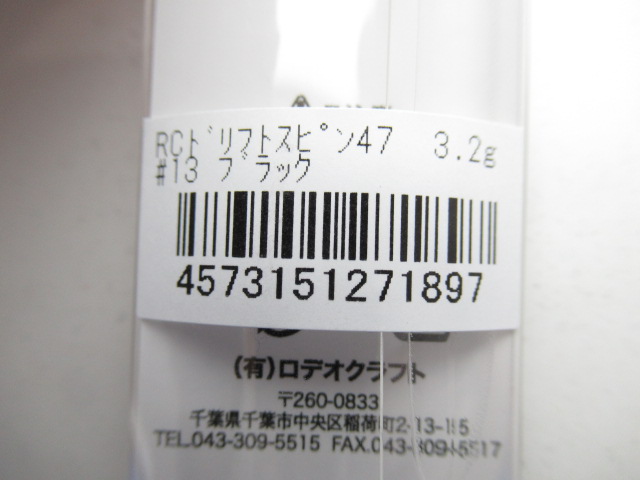 RCドリフトスピン47 3.2g
#13 ブラック
4573151271897
(有)ロデオクラフト
〒260-0833
千葉県千葉市中央区稲荷町2-13-15
TEL.043-309-5515 FAX.043-309-5517